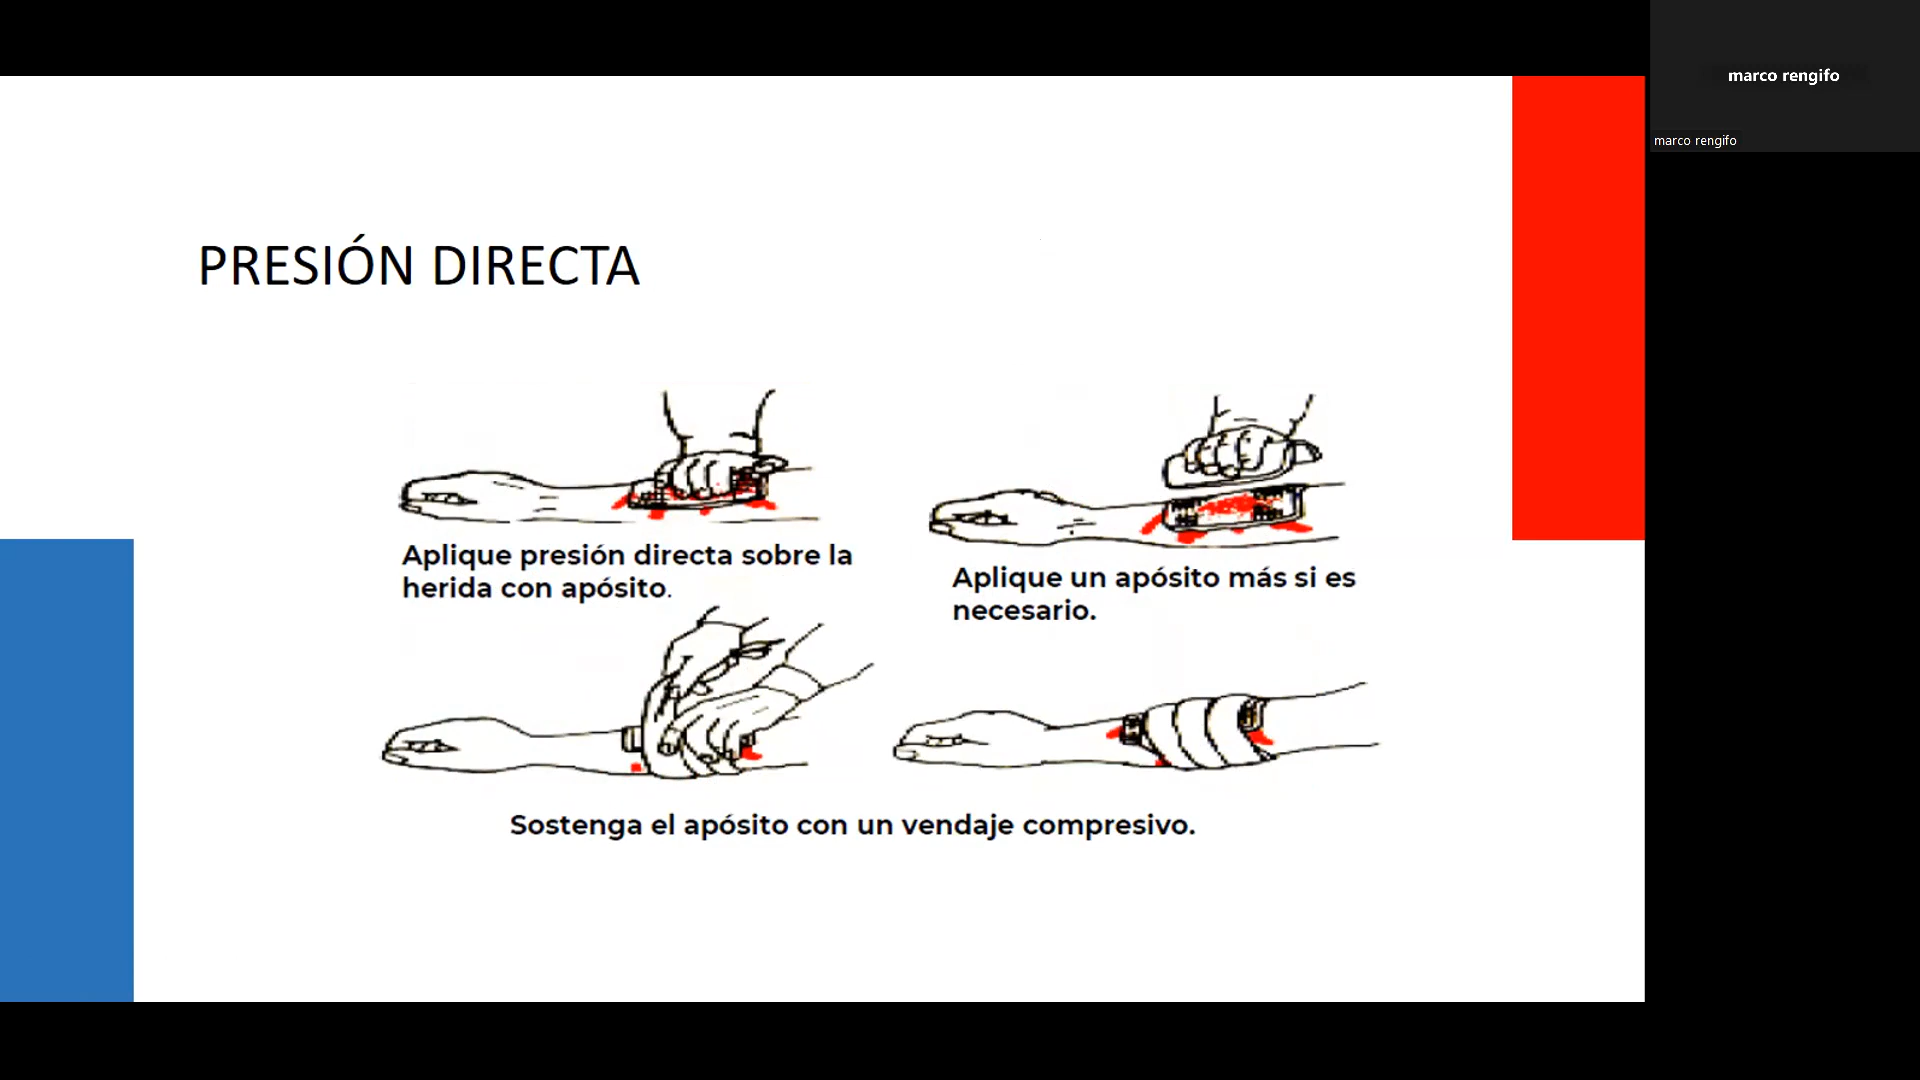 PRESIÓN DIRECTA
Aplique presión directa sobre la
herida con apósito.
Aplique un apósito más si es
necesario.
Sostenga el apósito con un vendaje compresivo.
marco rengifo
marco rengifo